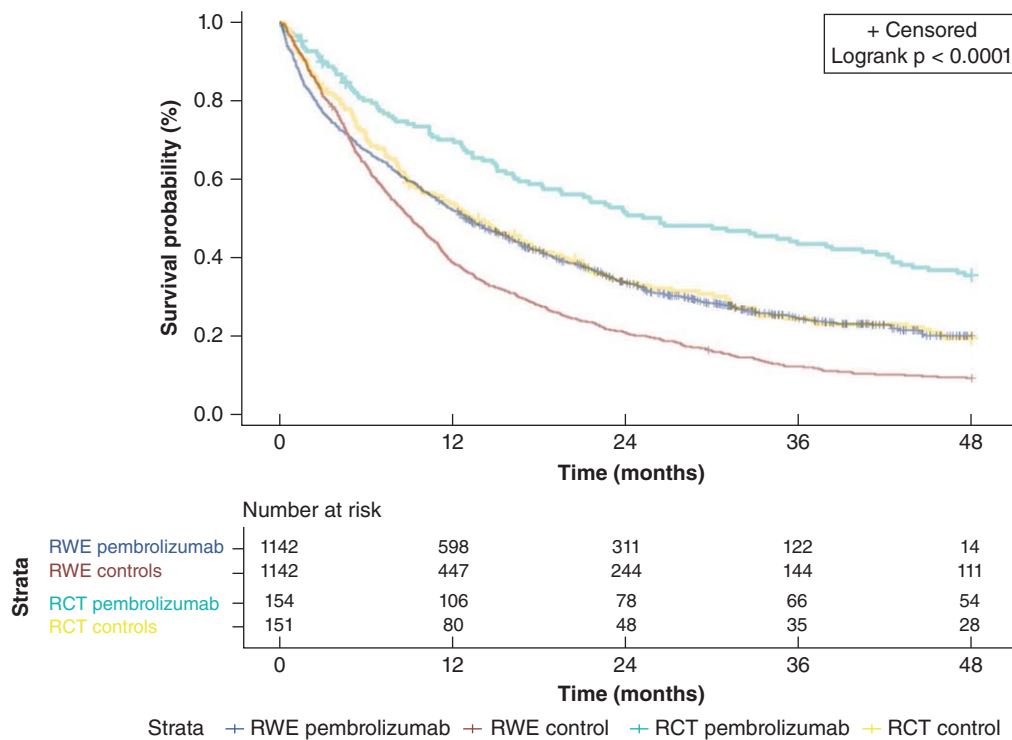 + Censored
Logrank p < 0.0001
Survival probability (%)
1.0
0.8
0.6
0.4
0.2
0.0
0 12 24 36 48
Time (months)
Number at risk
Strata
RWE pembrolizumab 1142 598 311 122 14
RWE controls 1142 447 244 144 111
RCT pembrolizumab 154 106 78 66 54
RCT controls 151 80 48 35 28
0 12 24 36 48
Time (months)
Strata RWE pembrolizumab RWE control RCT pembrolizumab RCT control